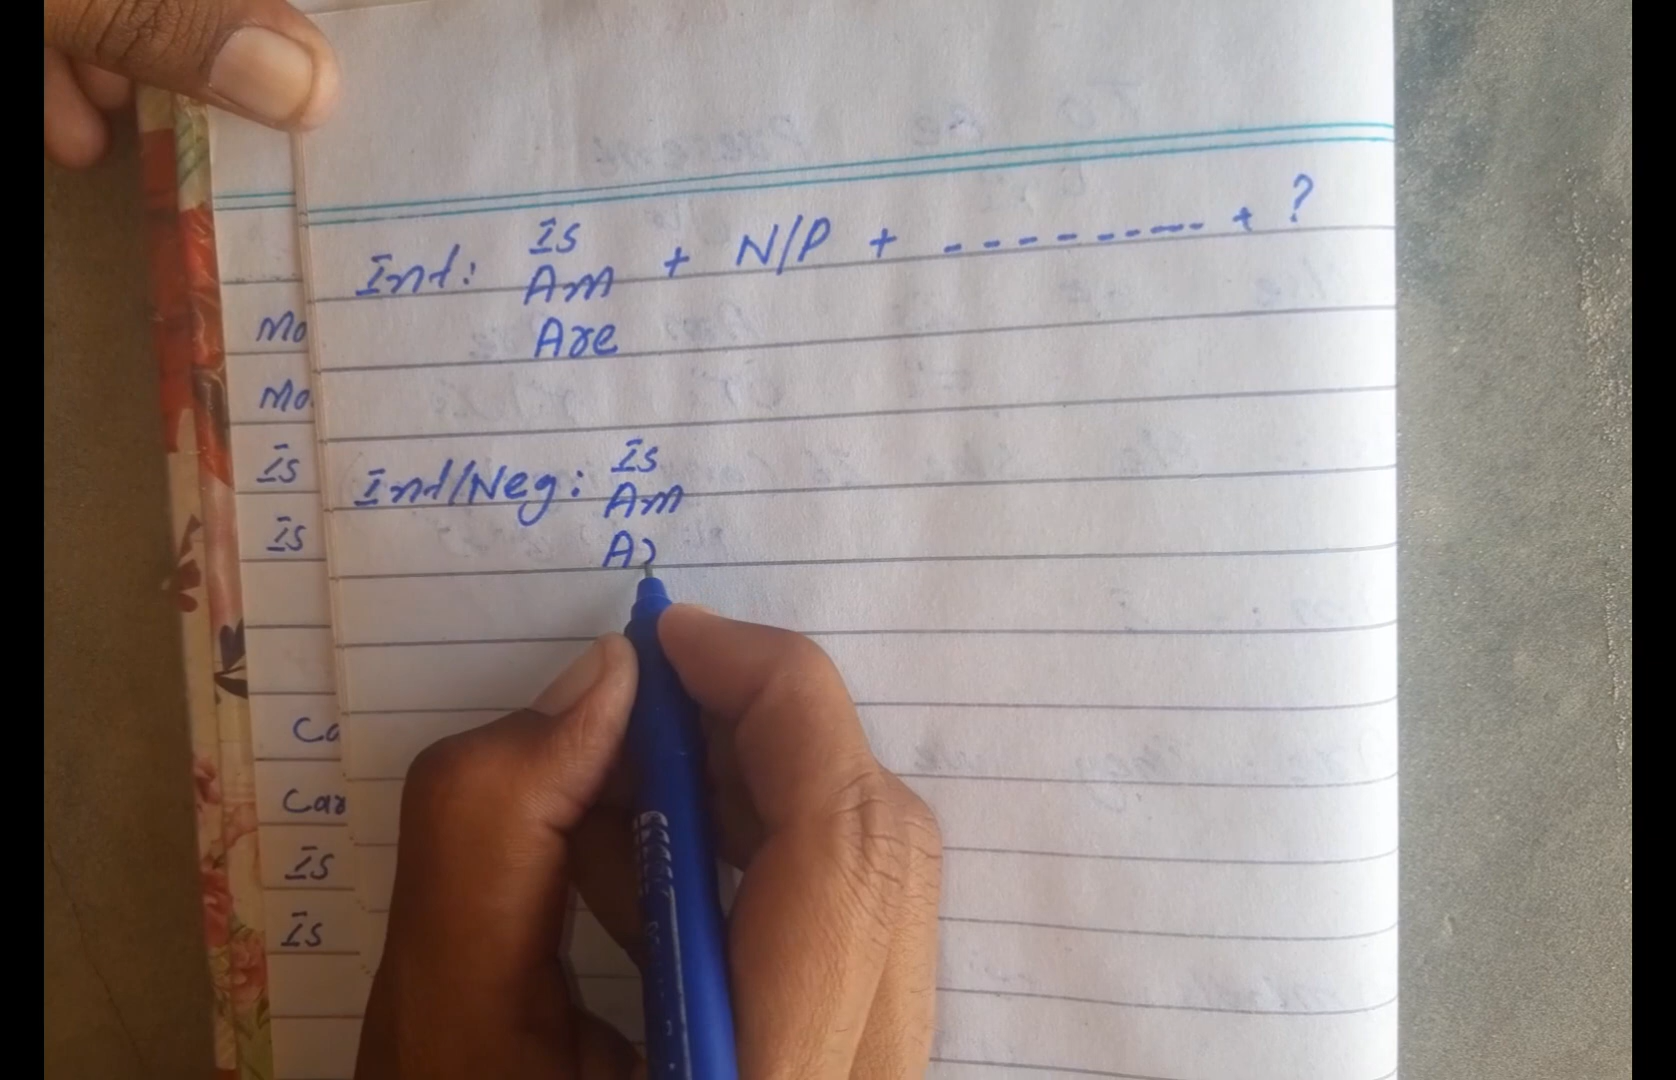 Is
Int: Am + N/P + --------- + ?
Are
Is
Int/Neg: Am
A
Mo
Mo
Is
Is
Ca
Car
Is
Is